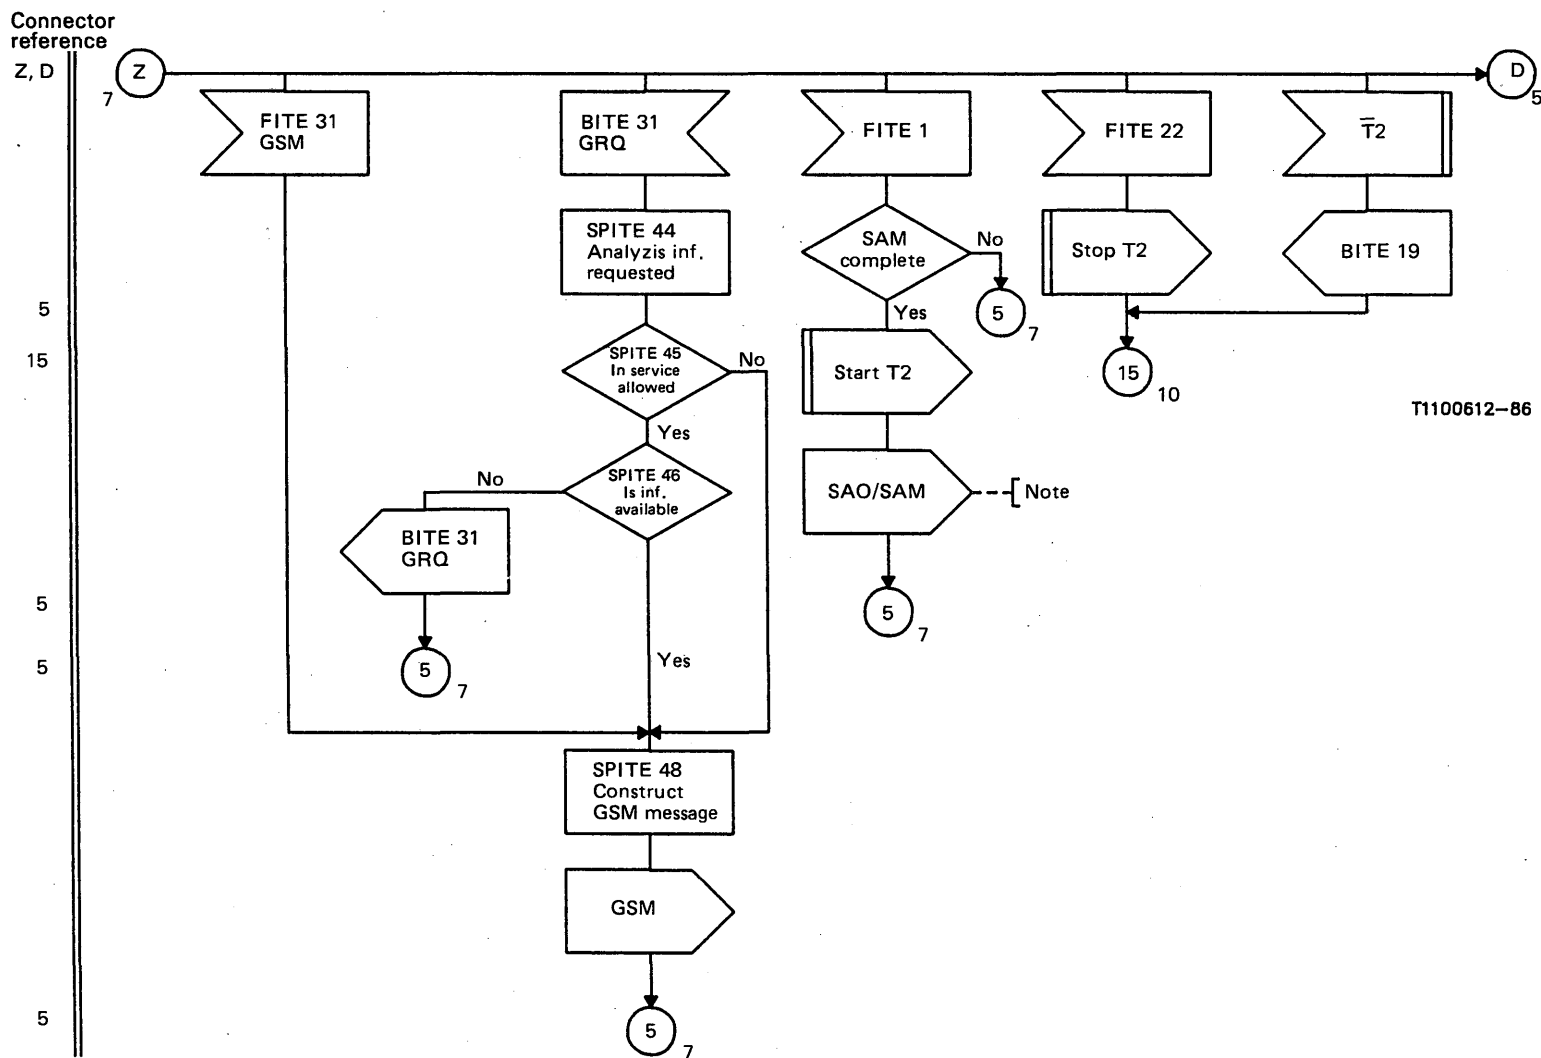 Connector
reference
Z, D
Z
7
D
5
FITE 31
GSM
BITE 31
GRQ
FITE 1
FITE 22
T̅2
SPITE 44
Analyzis inf.
requested
SAM
complete
No
Stop T2
BITE 19
5
5
7
Yes
15
SPITE 45
In service
allowed
No
Start T2
15
10
T1100612–86
Yes
No
SPITE 46
Is inf.
available
SAO/SAM
Note
BITE 31
GRQ
5
5
7
5
5
7
Yes
SPITE 48
Construct
GSM message
GSM
5
5
7